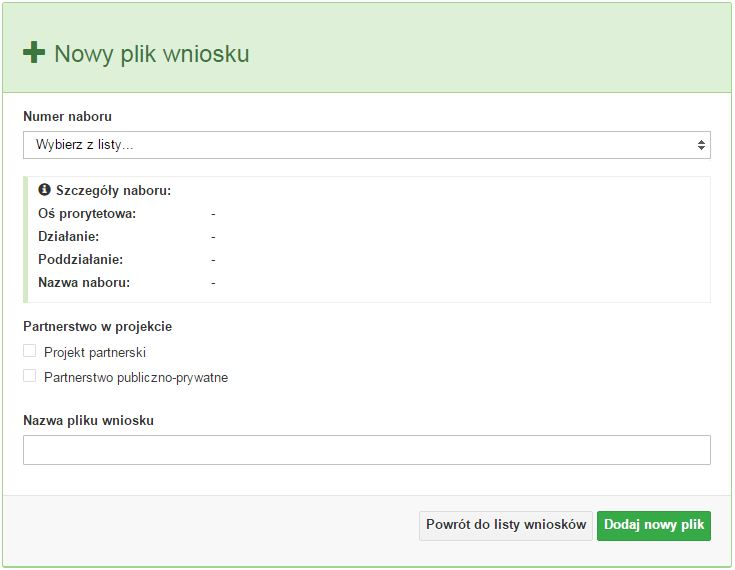 Nowy plik wniosku
Numer naboru
Wybierz z listy...
Szczegóły naboru:
Oś prorytetowa: -
Działanie: -
Poddziałanie: -
Nazwa naboru: -
Partnerstwo w projekcie
Projekt partnerski
Partnerstwo publiczno-prywatne
Nazwa pliku wniosku
Powrót do listy wniosków Dodaj nowy plik